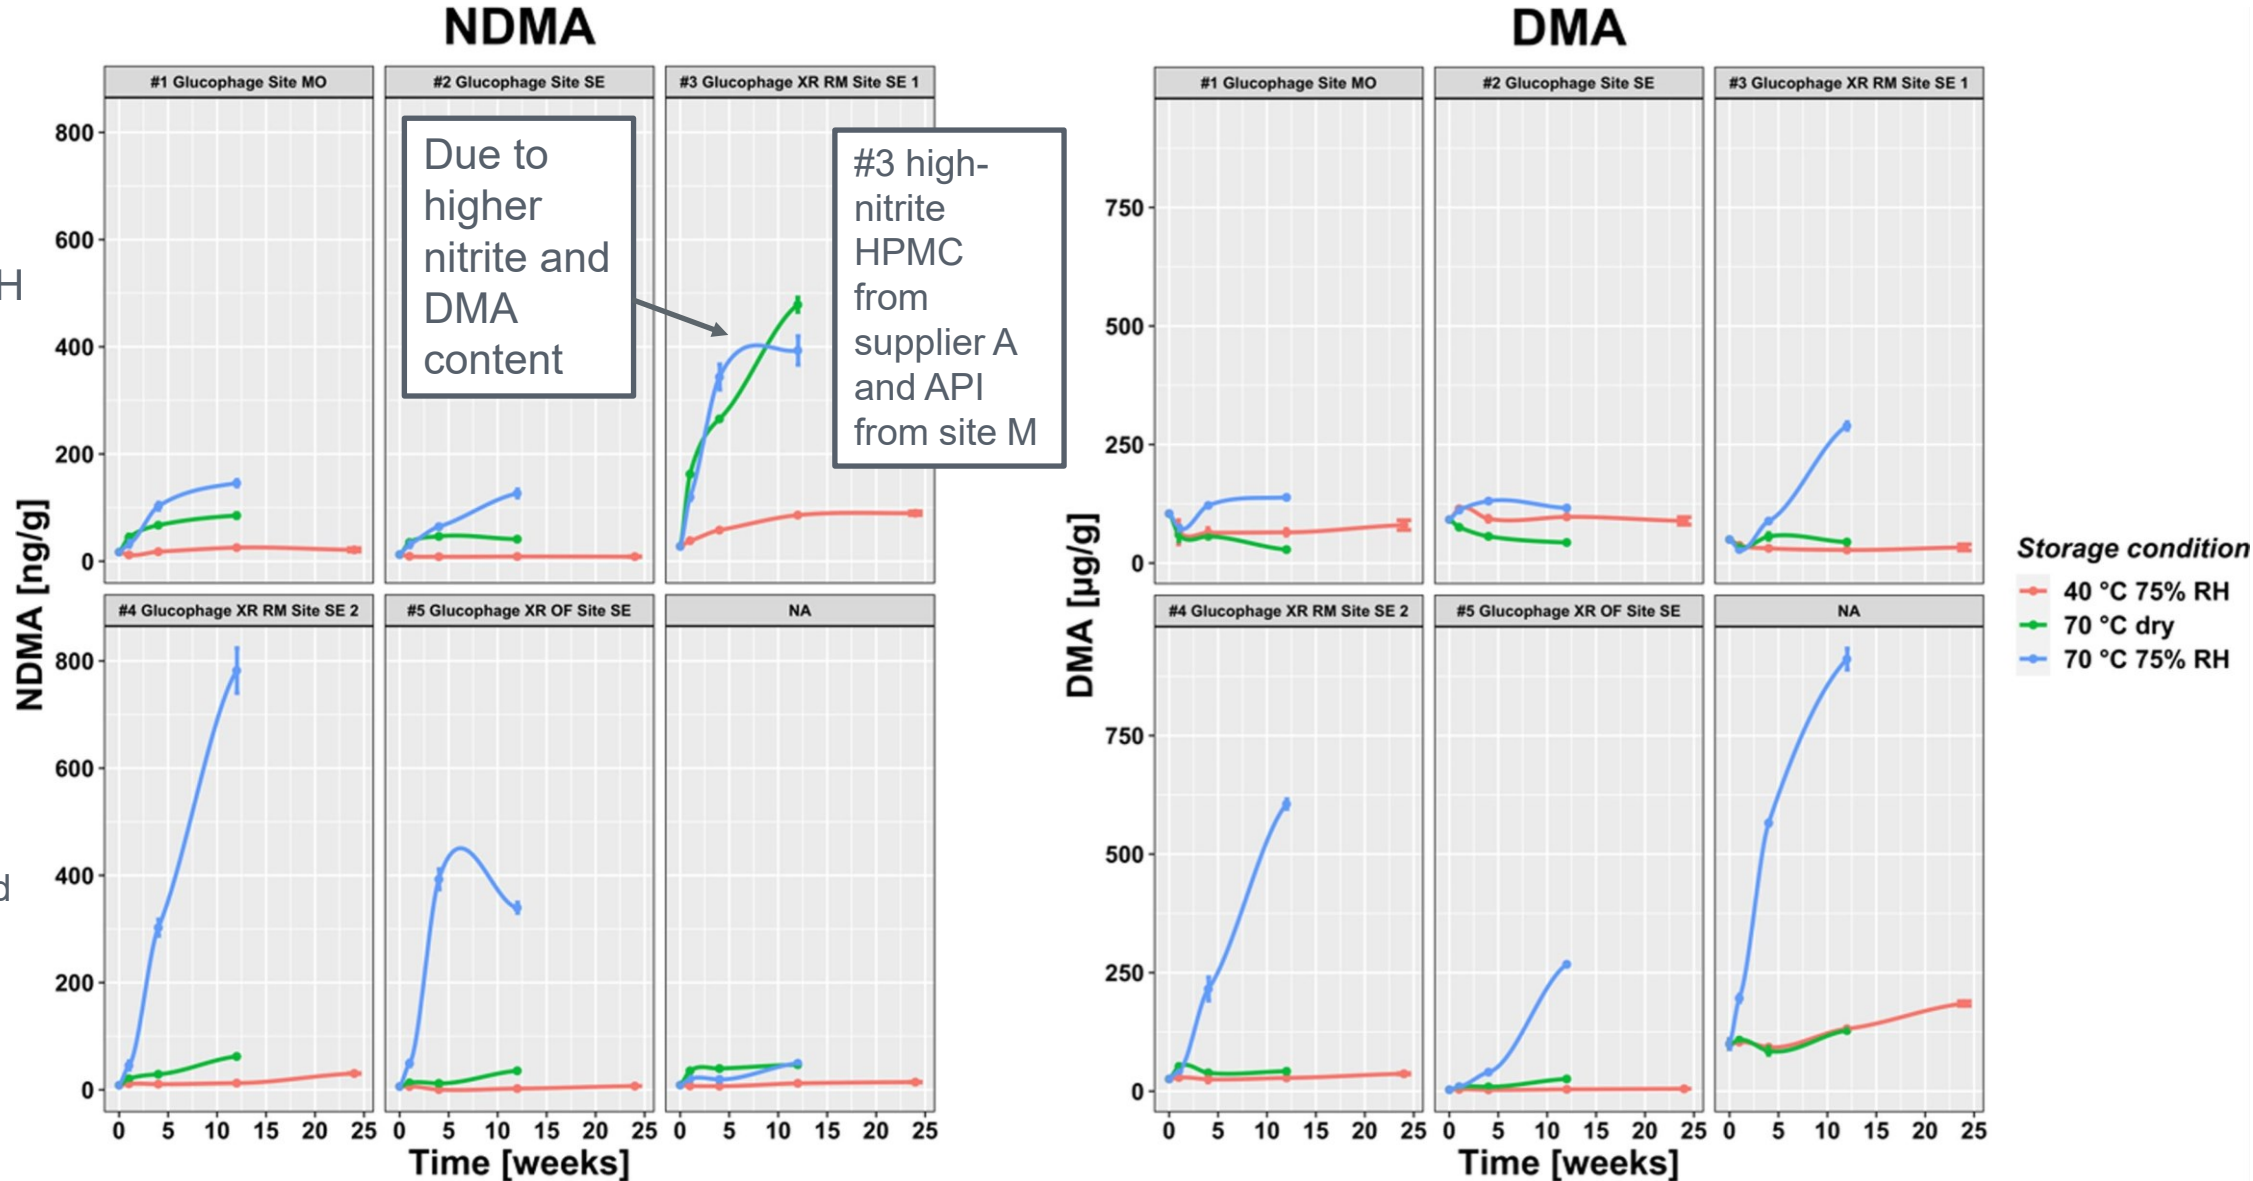 NDMA
#1 Glucophage Site MO
#2 Glucophage Site SE
#3 Glucophage XR RM Site SE 1
800
600
400
200
0
Due to
higher
nitrite and
DMA
content
#3 high-
nitrite
HPMC
from
supplier A
and API
from site M
H
d
NDMA [ng/g]
#4 Glucophage XR RM Site SE 2
#5 Glucophage XR OF Site SE
NA
800
600
400
200
0
0 5 10 15 20 25
0 5 10 15 20 25
0 5 10 15 20 25
Time [weeks]
DMA
#1 Glucophage Site MO
#2 Glucophage Site SE
#3 Glucophage XR RM Site SE 1
750
500
250
0
DMA [µg/g]
#4 Glucophage XR RM Site SE 2
#5 Glucophage XR OF Site SE
NA
750
500
250
0
0 5 10 15 20 25
0 5 10 15 20 25
0 5 10 15 20 25
Time [weeks]
Storage condition
40 °C 75% RH
70 °C dry
70 °C 75% RH